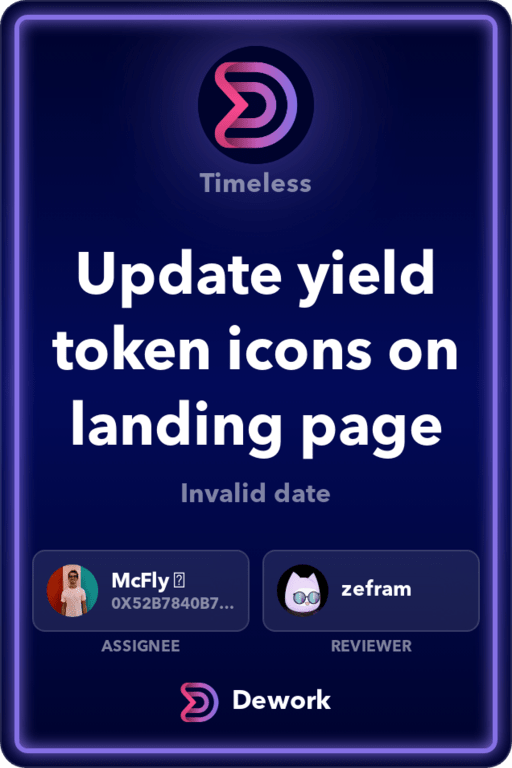 Timeless
Update yield
token icons on
landing page
Invalid date
McFly
0X52B7840B7...
zefram
ASSIGNEE
REVIEWER
Dework